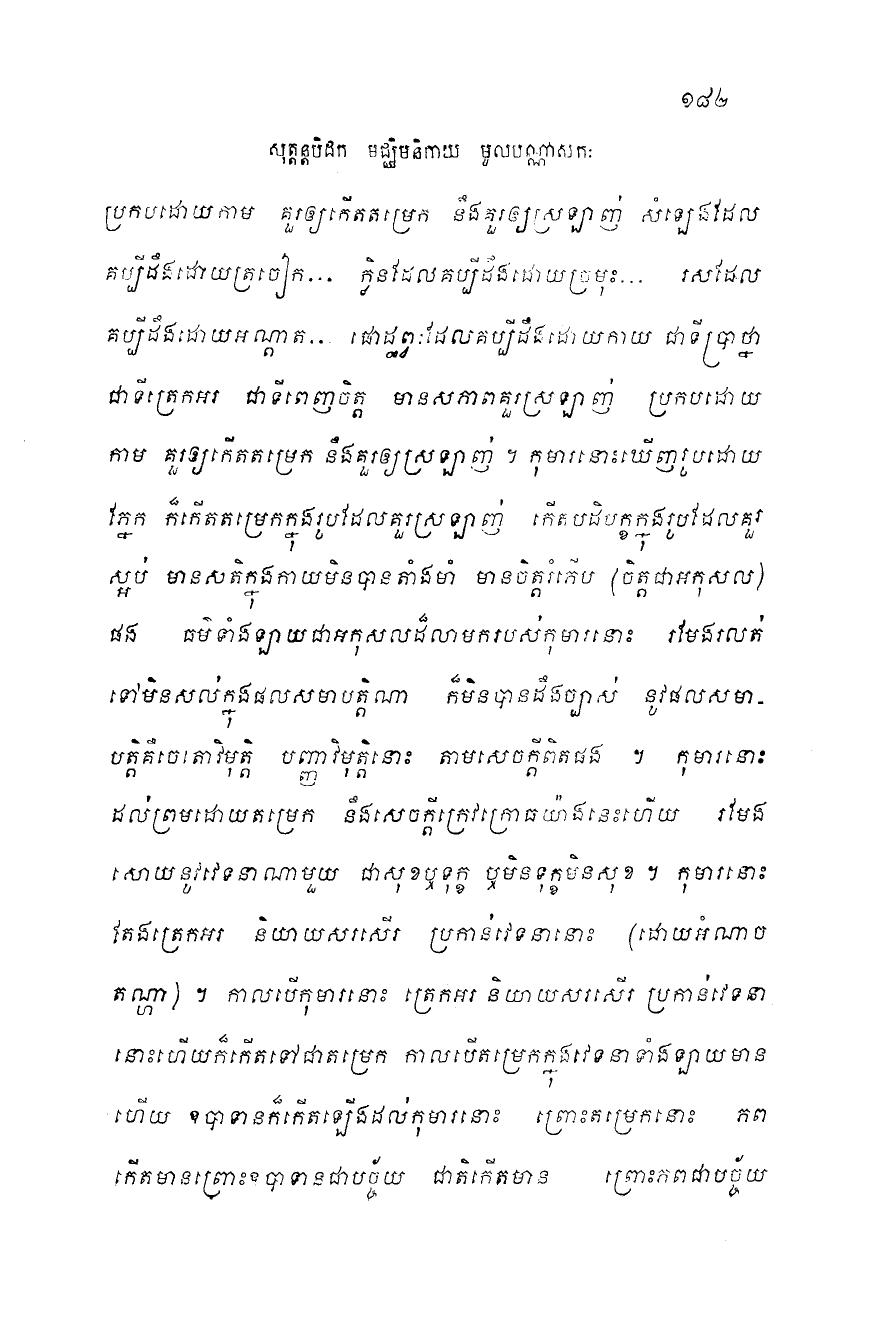 ១៨២
សុត្តន្តបិដក មជ្ឈិមនិកាយ មូលបណ្ណាសកៈ
ប្រកបដោយកាម គួរឲ្យកើតតម្រេក នឹងគួរឲ្យស្រឡាញ់ សំឡេងដែល
គប្បីដឹងដោយត្រចៀក... ក្លិនដែលគប្បីដឹងដោយច្រមុះ... រសដែល
គប្បីដឹងដោយអណ្តាត... ផោដ្ឋព្វៈដែលគប្បីដឹងដោយកាយ ជាទីប្រាថ្នា
ជាទីត្រេកអរ ជាទីពេញចិត្ត មានសភាពគួរស្រឡាញ់ ប្រកបដោយ
កាម គួរឲ្យកើតតម្រេក នឹងគួរឲ្យស្រឡាញ់ ។ កុមារនោះឃើញរូបដោយ
ភ្នែក ក៏កើតតម្រេកក្នុងរូបដែលគួរស្រឡាញ់ កើតបដិបក្ខក្នុងរូបដែលគួរ
ស្អប់ មានសតិក្នុងកាយមិនបានតាំងមាំ មានចិត្តរំភើប (ចិត្តជាអកុសល)
ផង ធម៌ទាំងឡាយជាអកុសលដ៏លាមករបស់កុមារនោះ រមែងរលត់
ទៅមិនសល់ក្នុងផលសមាបត្តិណា ក៏មិនបានដឹងច្បាស់ នូវផលសមា-
បត្តិគឺចេតោវិមុត្តិ បញ្ញាវិមុត្តិនោះ តាមសេចក្តីពិតផង ។ កុមារនោះ
ដល់ព្រមដោយតម្រេក នឹងសេចក្តីក្រេវក្រោធយ៉ាងនេះហើយ រមែង
សោយនូវវេទនាណាមួយ ជាសុខឬទុក្ខ ឬមិនទុក្ខមិនសុខ ។ កុមារនោះ
តែងត្រេកអរ និយាយសរសើរ ប្រកាន់វេទនានោះ (ដោយអំណាច
តណ្ហា) ។ កាលបើកុមារនោះ ត្រេកអរ និយាយសរសើរ ប្រកាន់វេទនា
នោះហើយក៏កើតទៅជាតម្រេក កាលបើតម្រេកក្នុងវេទនាទាំងឡាយមាន
ហើយ ឧបាទានក៏កើតឡើងដល់កុមារនោះ ព្រោះតម្រេកនោះ ភព
កើតមានព្រោះឧបាទានជាបច្ច័យ ជាតិកើតមាន ព្រោះភពជាបច្ច័យ